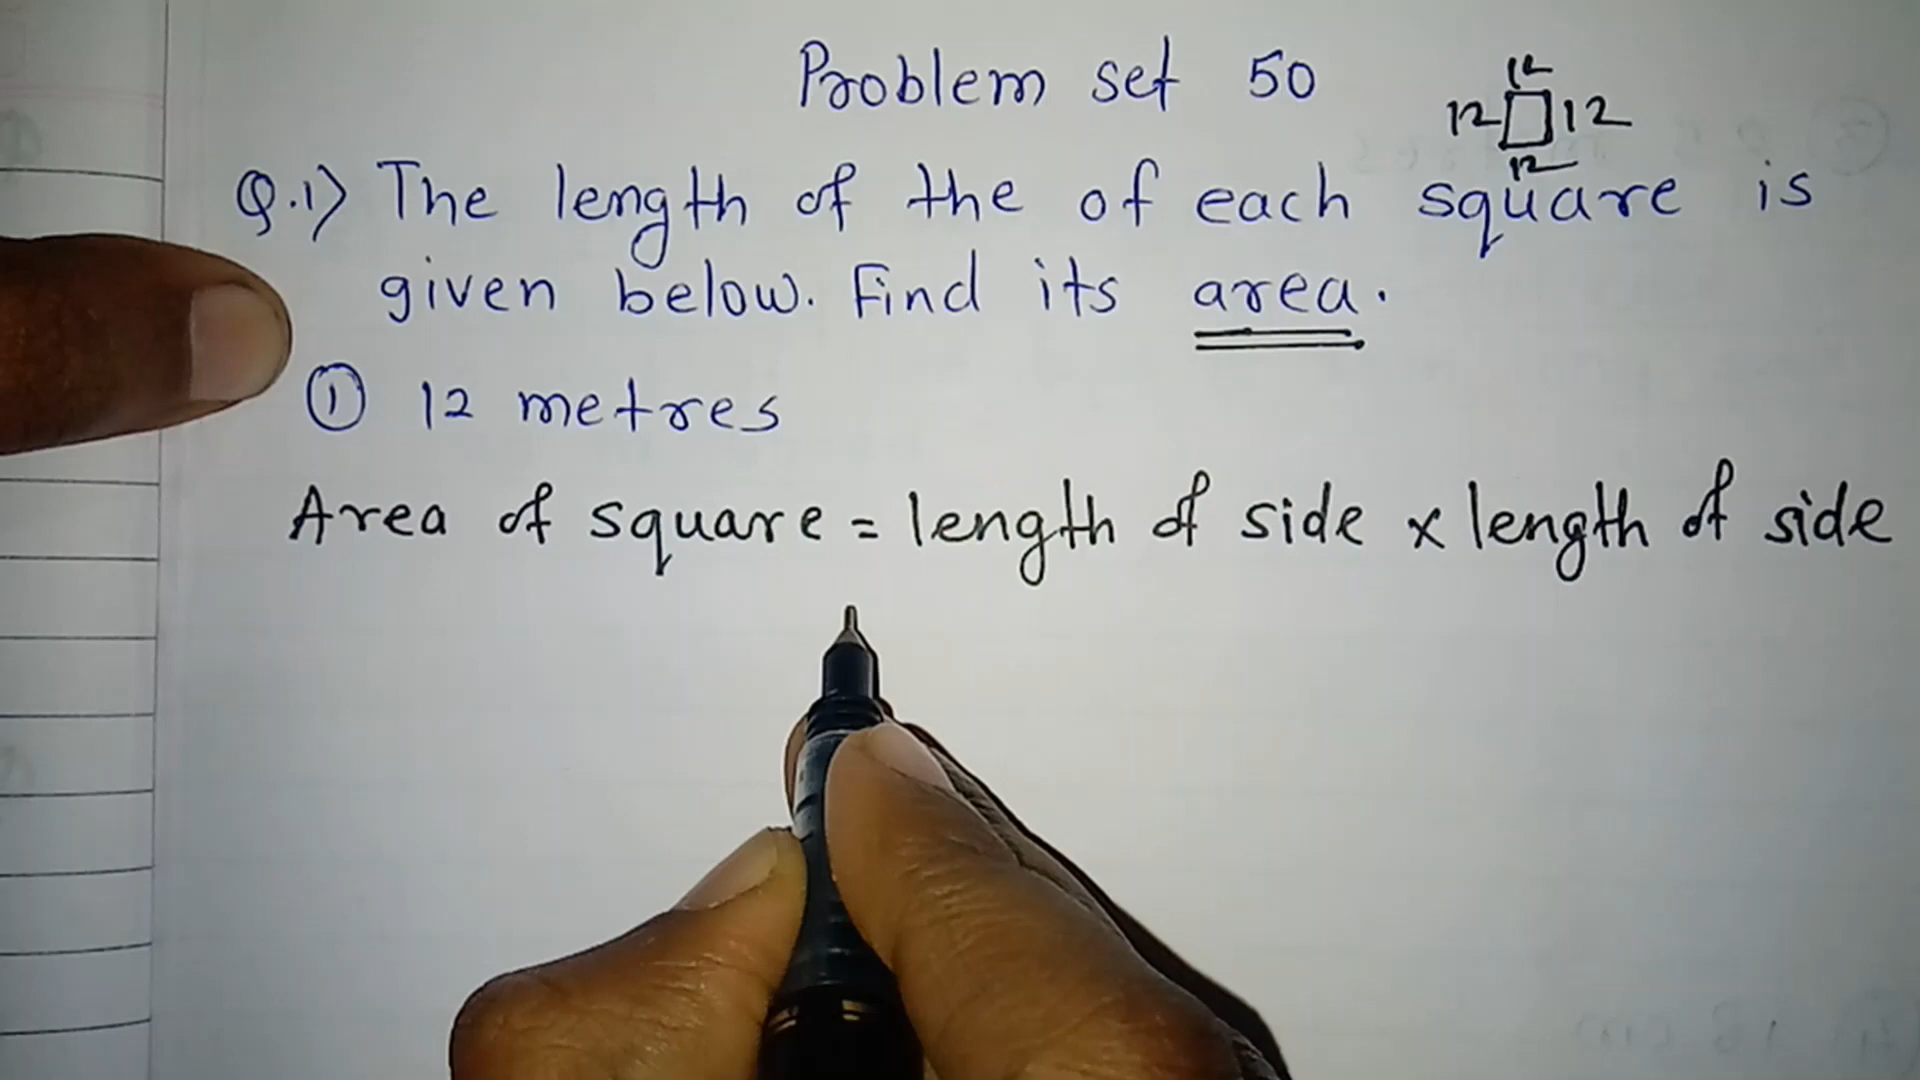 Problem set 50
12
12 12
12
Q.1) The length of the of each square is
given below. Find its area.
① 12 metres
Area of square = length of side x length of side